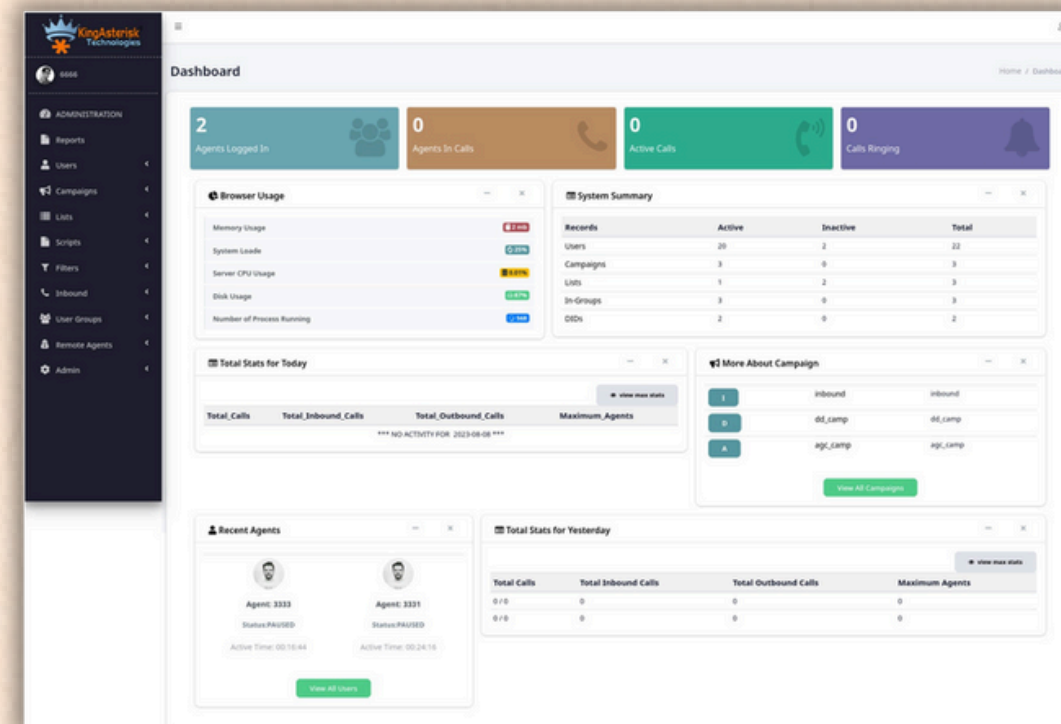 KingAsterisk
Technologies
6666
ADMINISTRATION
Reports
Users
Campaigns
Lists
Scripts
Filters
Inbound
User Groups
Remote Agents
Admin
Dashboard
Home / Dashboa
2
Agents Logged In
0
Agents In Calls
0
Active Calls
0
Calls Ringing
Browser Usage
Memory Usage 2 mb
System Loade 35%
Server CPU Usage 0.01%
Disk Usage 67%
Number of Process Running
System Summary
Records Active Inactive Total
Users 20 2 22
Campaigns 3 0 3
Lists 1 2 3
In-Groups 3 0 3
DIDs 2 0 2
Total Stats for Today
view max stats
Total_Calls Total_Inbound_Calls Total_Outbound_Calls Maximum_Agents
*** NO ACTIVITY FOR 2023-08-08 ***
More About Campaign
I inbound inbound
D dd_camp dd_camp
A agc_camp agc_camp
View All Campaigns
Recent Agents
Agent: 3333 Agent: 3331
Status:PAUSED Status:PAUSED
Active Time: 00:16:44 Active Time: 00:24:16
View All Users
Total Stats for Yesterday
view max stats
Total Calls Total Inbound Calls Total Outbound Calls Maximum Agents
0 / 0 0 0 0
0 / 0 0 0 0